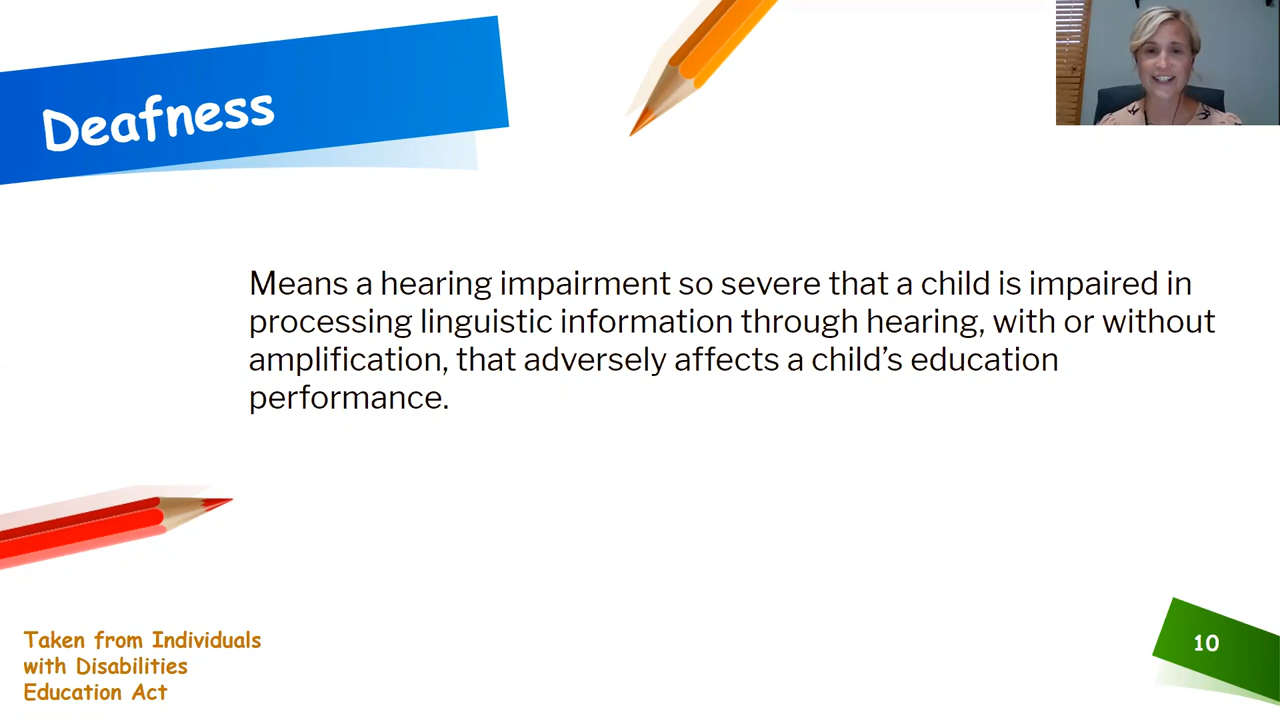 Deafness
Means a hearing impairment so severe that a child is impaired in
processing linguistic information through hearing, with or without
amplification, that adversely affects a child's education
performance.
Taken from Individuals
with Disabilities
Education Act
10